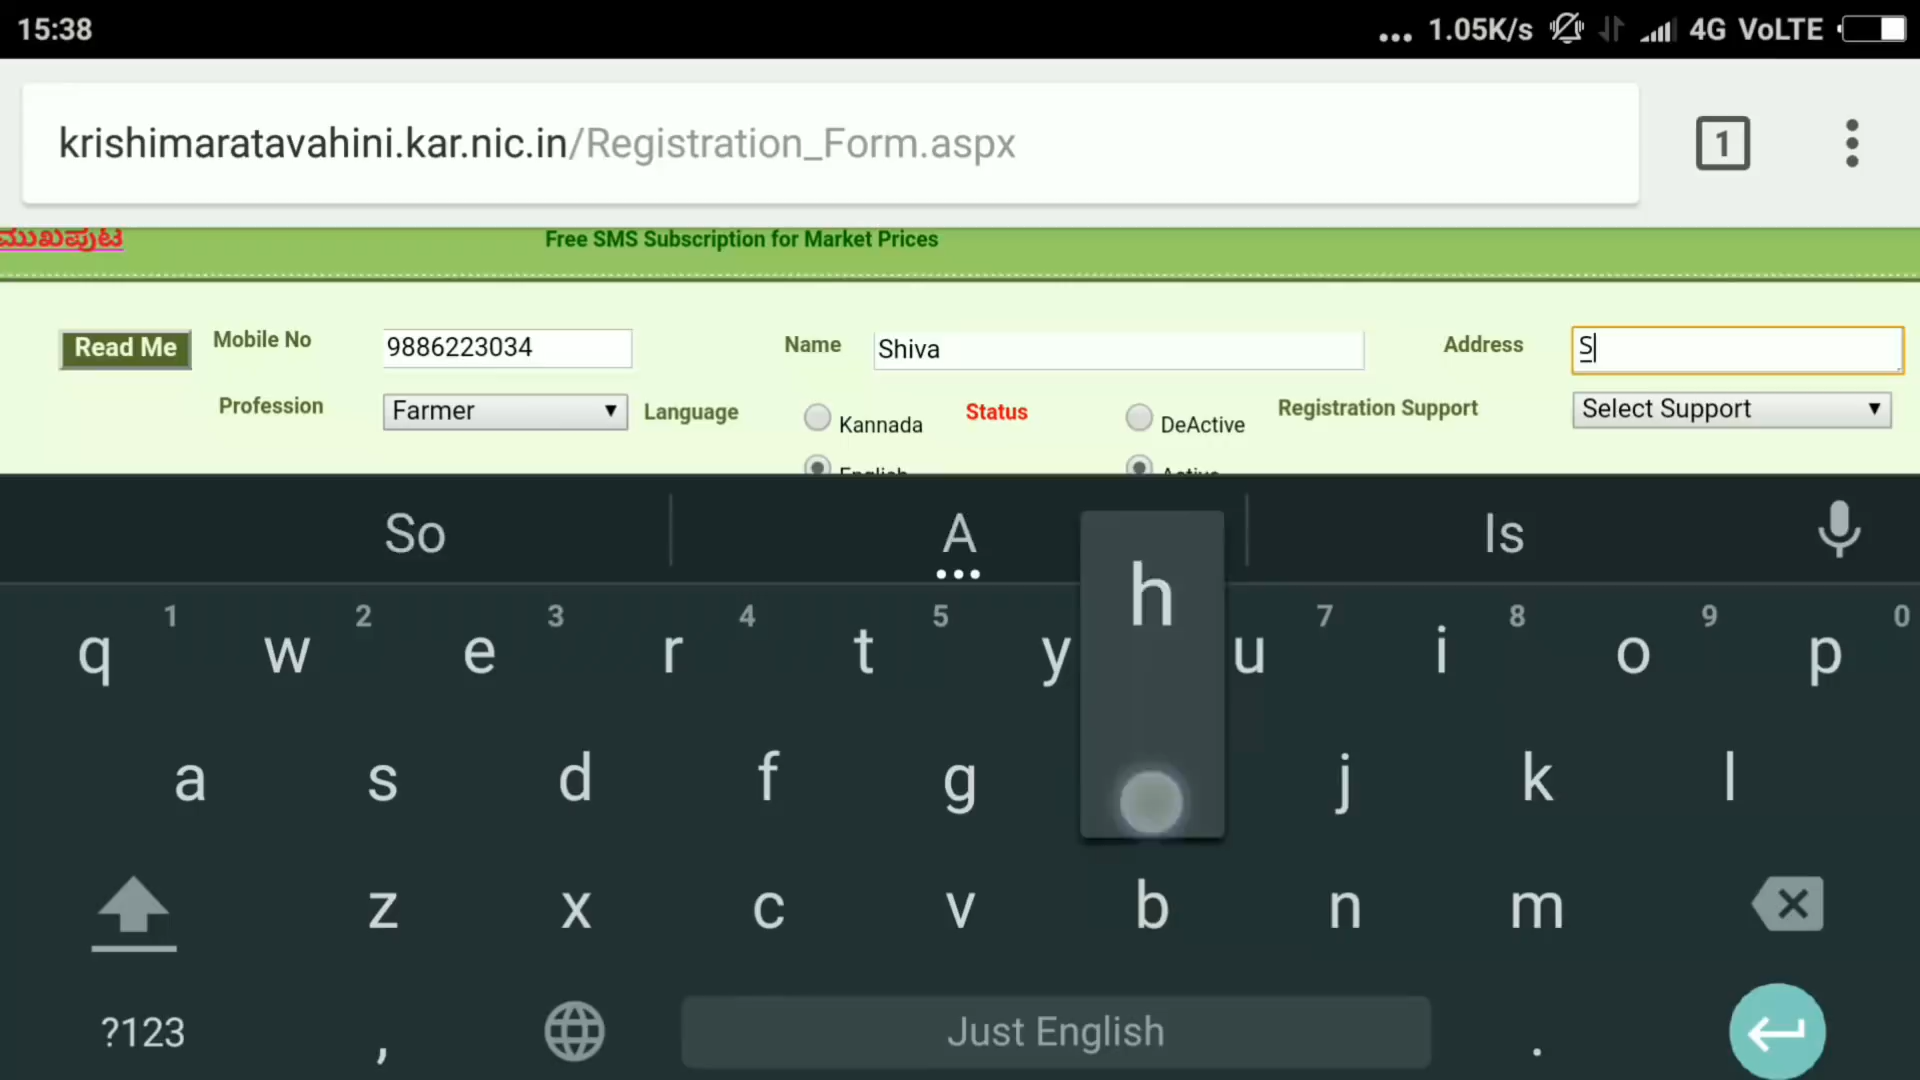 15:38
... 1.05K/s 4G VoLTE
krishimaratavahini.kar.nic.in/Registration_Form.aspx
1
ಮುಖಪುಟ
Free SMS Subscription for Market Prices
Read Me Mobile No 9886223034 Name Shiva Address S
Profession Farmer Language Kannada Status DeActive Registration Support Select Support
English Active
So A Is
h
1 2 3 4 5 7 8 9 0
q w e r t y u i o p
a s d f g j k l
z x c v b n m
?123 , Just English .